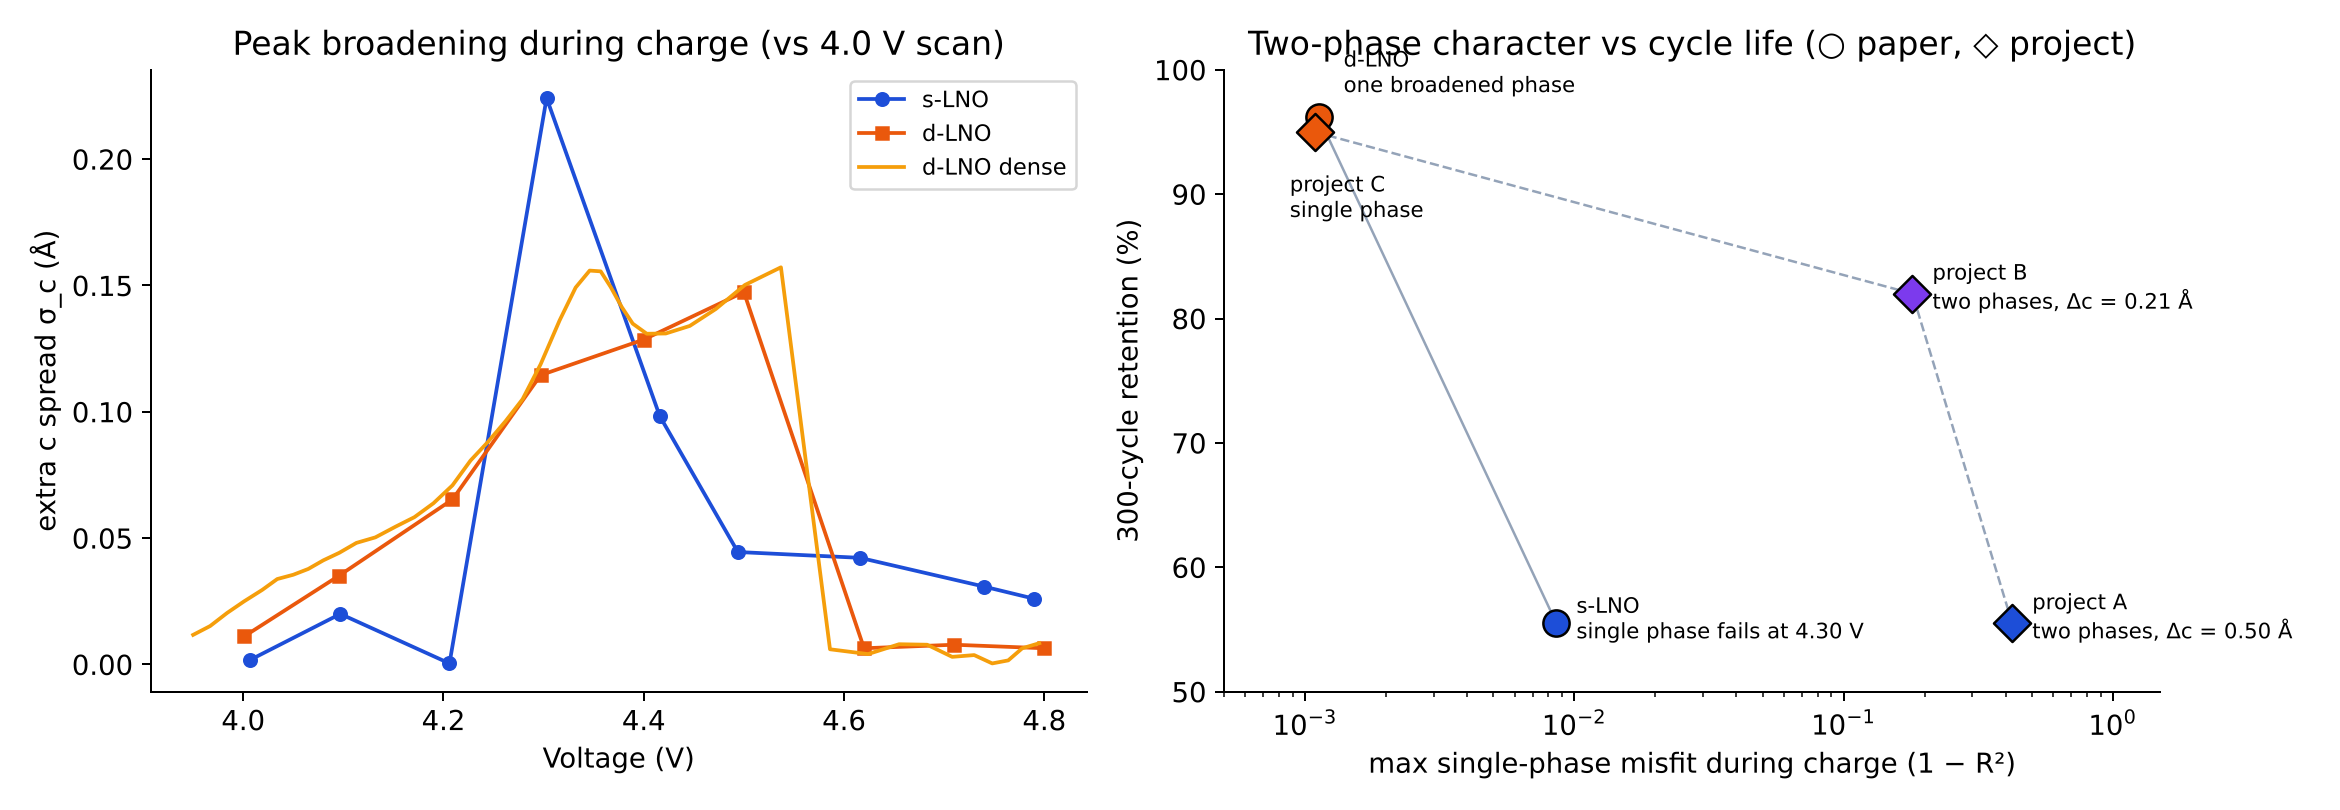 Peak broadening during charge (vs 4.0 V scan)
extra c spread σ_c (Å)
0.20
0.15
0.10
0.05
0.00
s-LNO
d-LNO
d-LNO dense
4.0 4.2 4.4 4.6 4.8
Voltage (V)
Two-phase character vs cycle life (○ paper, ◇ project)
300-cycle retention (%)
100
90
80
70
60
50
d-LNO
one broadened phase
project C
single phase
project B
two phases, Δc = 0.21 Å
s-LNO
single phase fails at 4.30 V
project A
two phases, Δc = 0.50 Å
10⁻³ 10⁻² 10⁻¹ 10⁰
max single-phase misfit during charge (1 − R²)